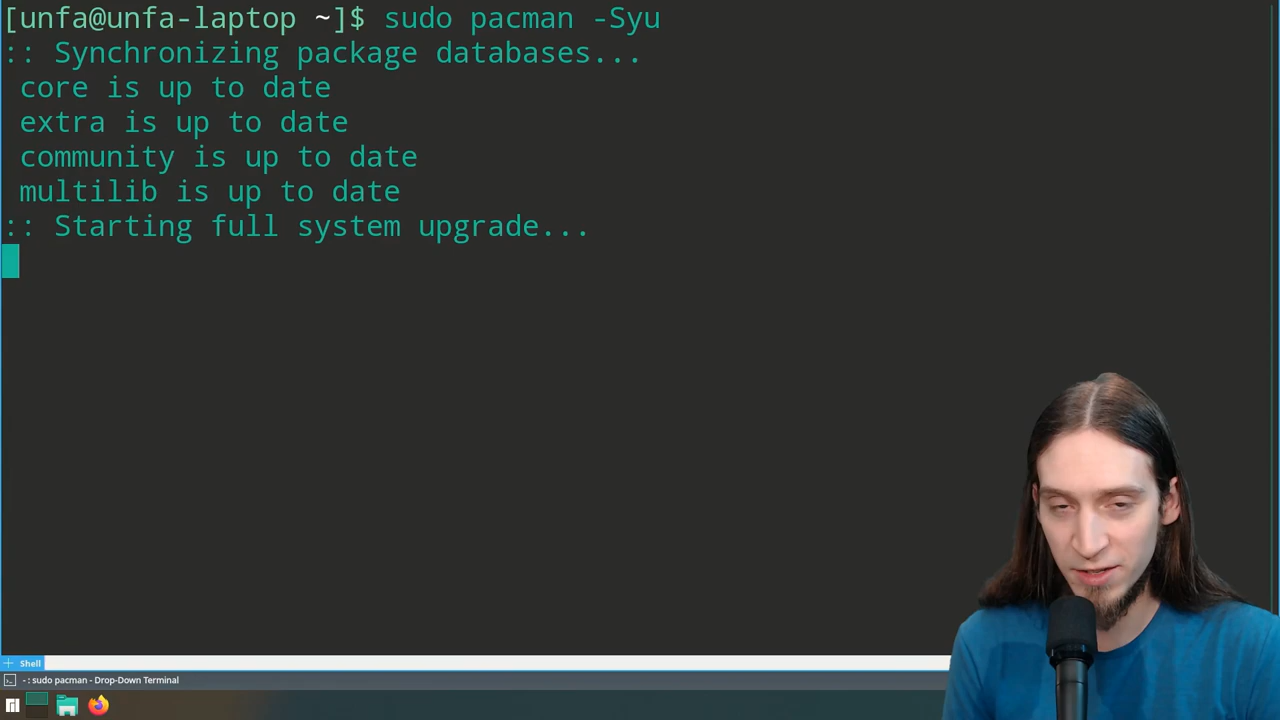 [unfa@unfa-laptop ~]$ sudo pacman -Syu
:: Synchronizing package databases...
core is up to date
extra is up to date
community is up to date
multilib is up to date
:: Starting full system upgrade...
Shell
- : sudo pacman - Drop-Down Terminal